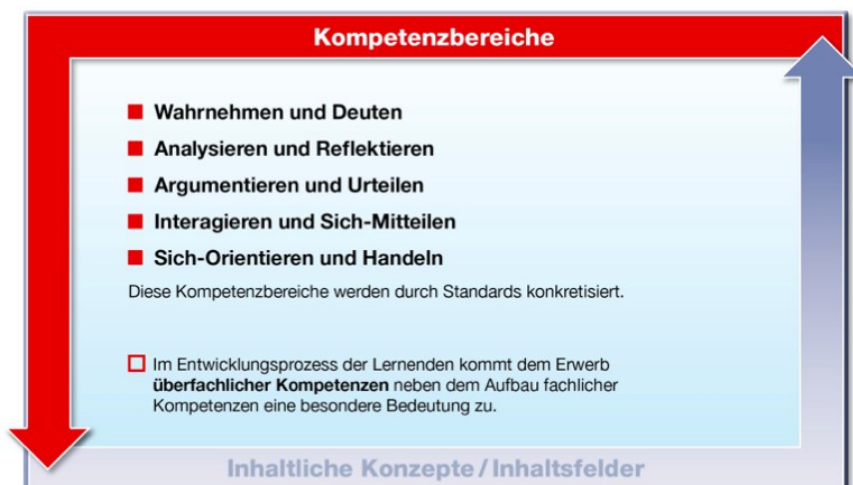 Kompetenzbereiche
Wahrnehmen und Deuten
Analysieren und Reflektieren
Argumentieren und Urteilen
Interagieren und Sich-Mitteilen
Sich-Orientieren und Handeln
Diese Kompetenzbereiche werden durch Standards konkretisiert.
Im Entwicklungsprozess der Lernenden kommt dem Erwerb
überfachlicher Kompetenzen neben dem Aufbau fachlicher
Kompetenzen eine besondere Bedeutung zu.
Inhaltliche Konzepte / Inhaltsfelder